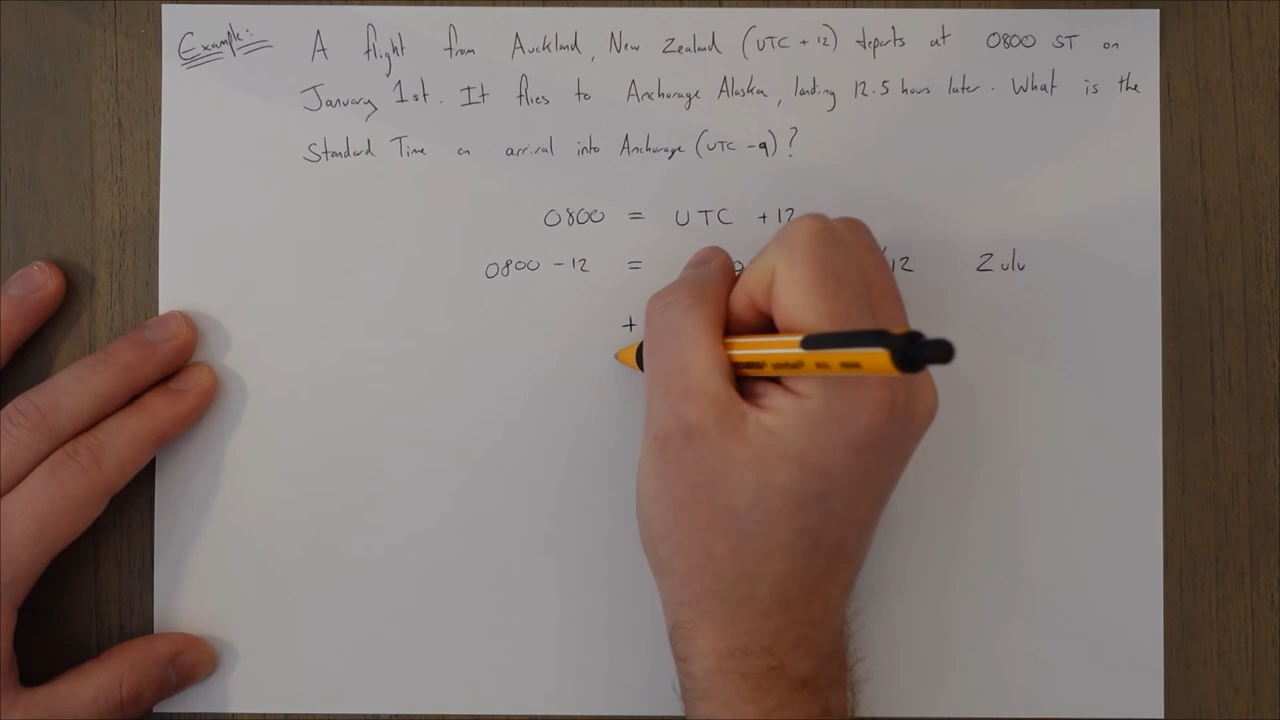 Example: A flight from Auckland, New Zealand (UTC + 12) departs at 0800 ST on
January 1st. It flies to Anchorage Alaska, landing 12.5 hours later. What is the
Standard Time on arrival into Anchorage (UTC - 9)?
0800 = UTC + 12
0800 - 12 = /12 Zulu
+